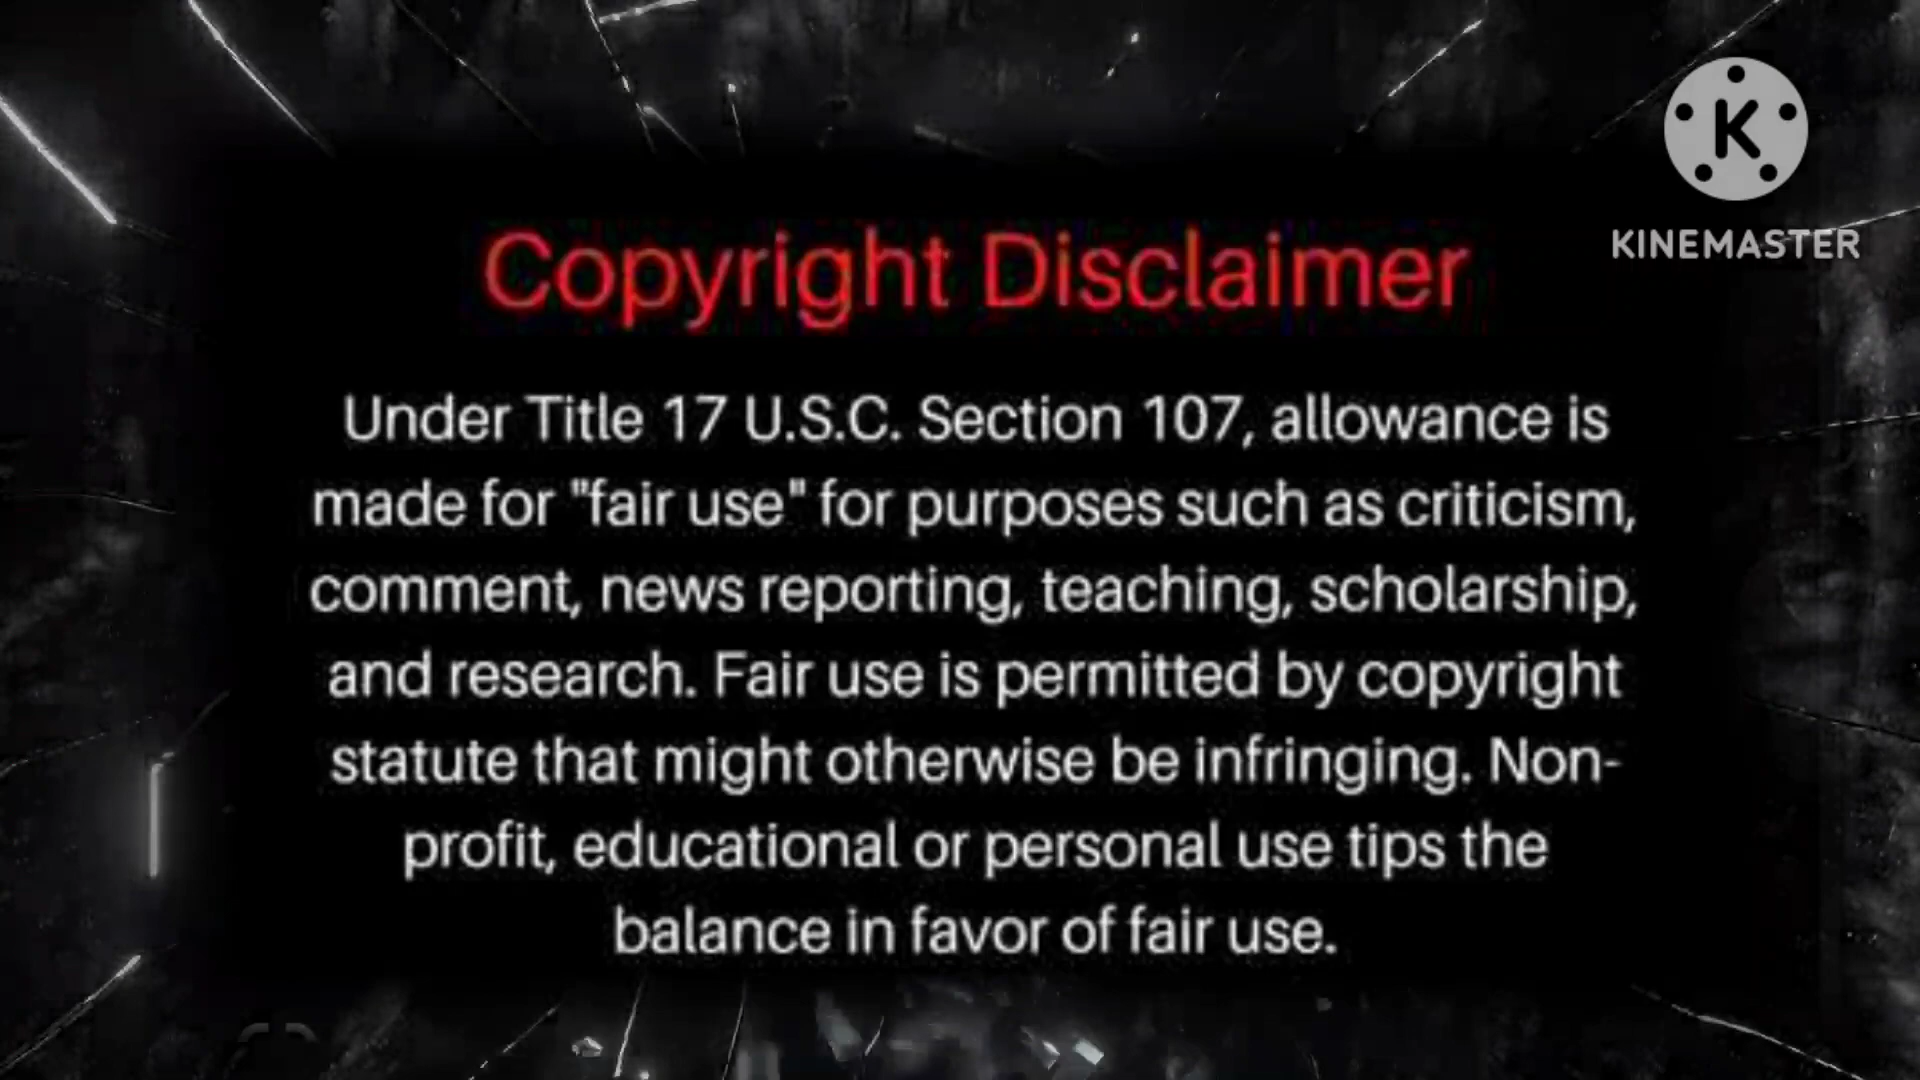 K
KINEMASTER
Copyright Disclaimer
Under Title 17 U.S.C. Section 107, allowance is
made for "fair use" for purposes such as criticism,
comment, news reporting, teaching, scholarship,
and research. Fair use is permitted by copyright
statute that might otherwise be infringing. Non-
profit, educational or personal use tips the
balance in favor of fair use.